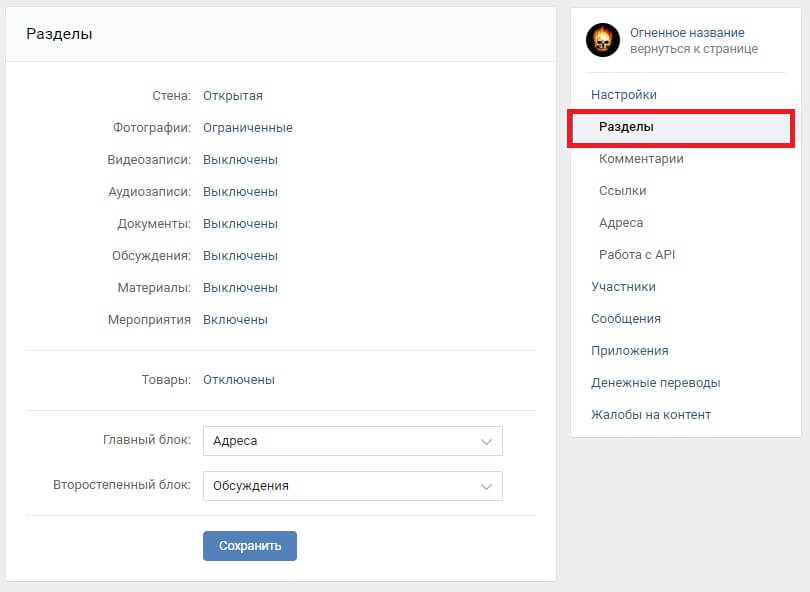 Разделы
Стена: Открытая
Фотографии: Ограниченные
Видеозаписи: Выключены
Аудиозаписи: Выключены
Документы: Выключены
Обсуждения: Выключены
Материалы: Выключены
Мероприятия Включены
Товары: Отключены
Главный блок: Адреса
Второстепенный блок: Обсуждения
Сохранить
Огненное название
вернуться к странице
Настройки
Разделы
Комментарии
Ссылки
Адреса
Работа с API
Участники
Сообщения
Приложения
Денежные переводы
Жалобы на контент